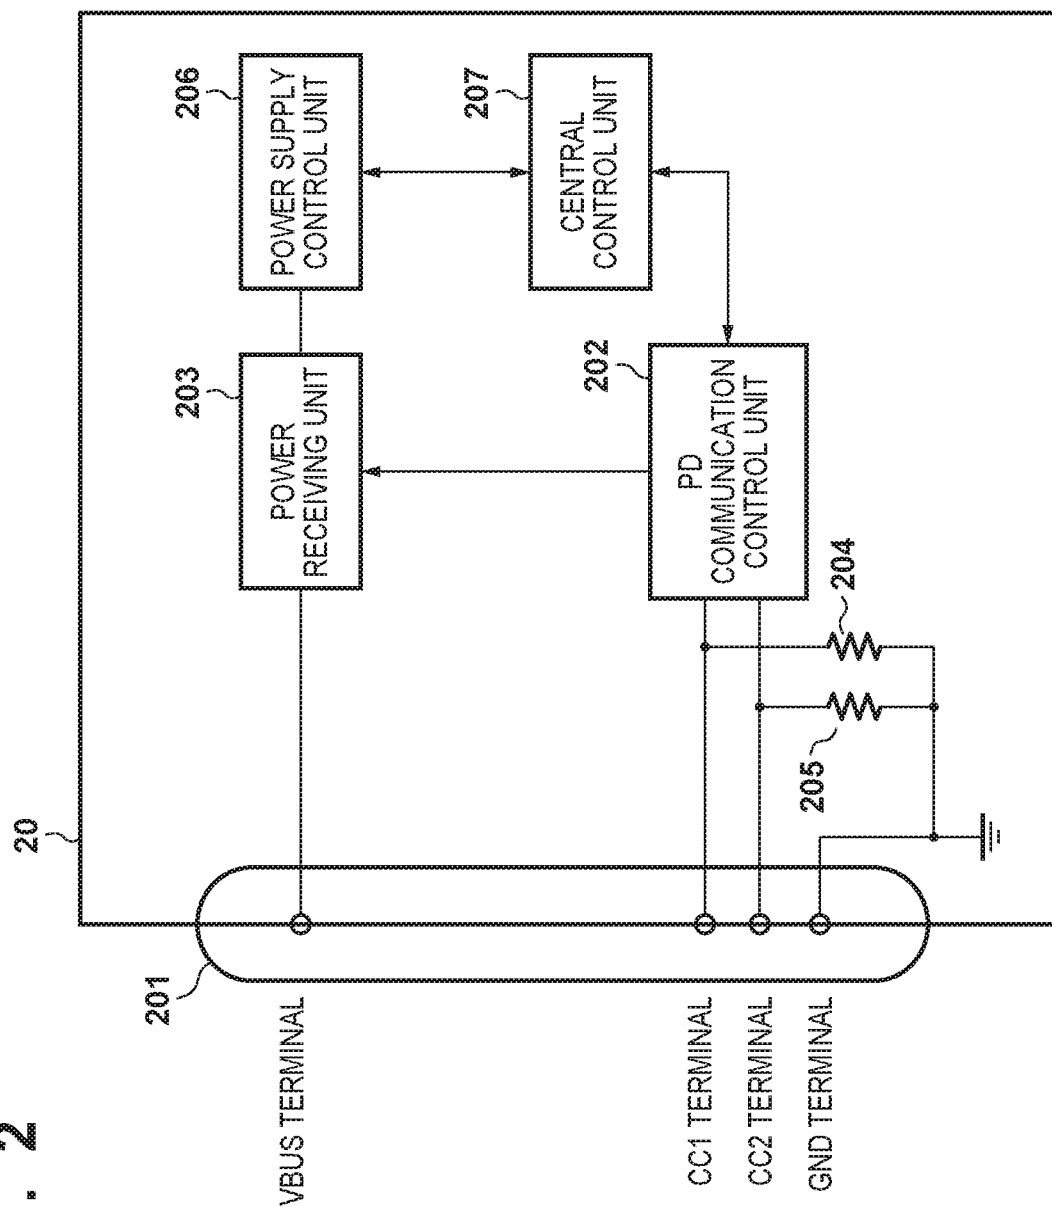 . 2
20
201
VBUS TERMINAL
CC1 TERMINAL
CC2 TERMINAL
GND TERMINAL
203
POWER
RECEIVING UNIT
206
POWER SUPPLY
CONTROL UNIT
207
CENTRAL
CONTROL UNIT
202
PD
COMMUNICATION
CONTROL UNIT
204
205